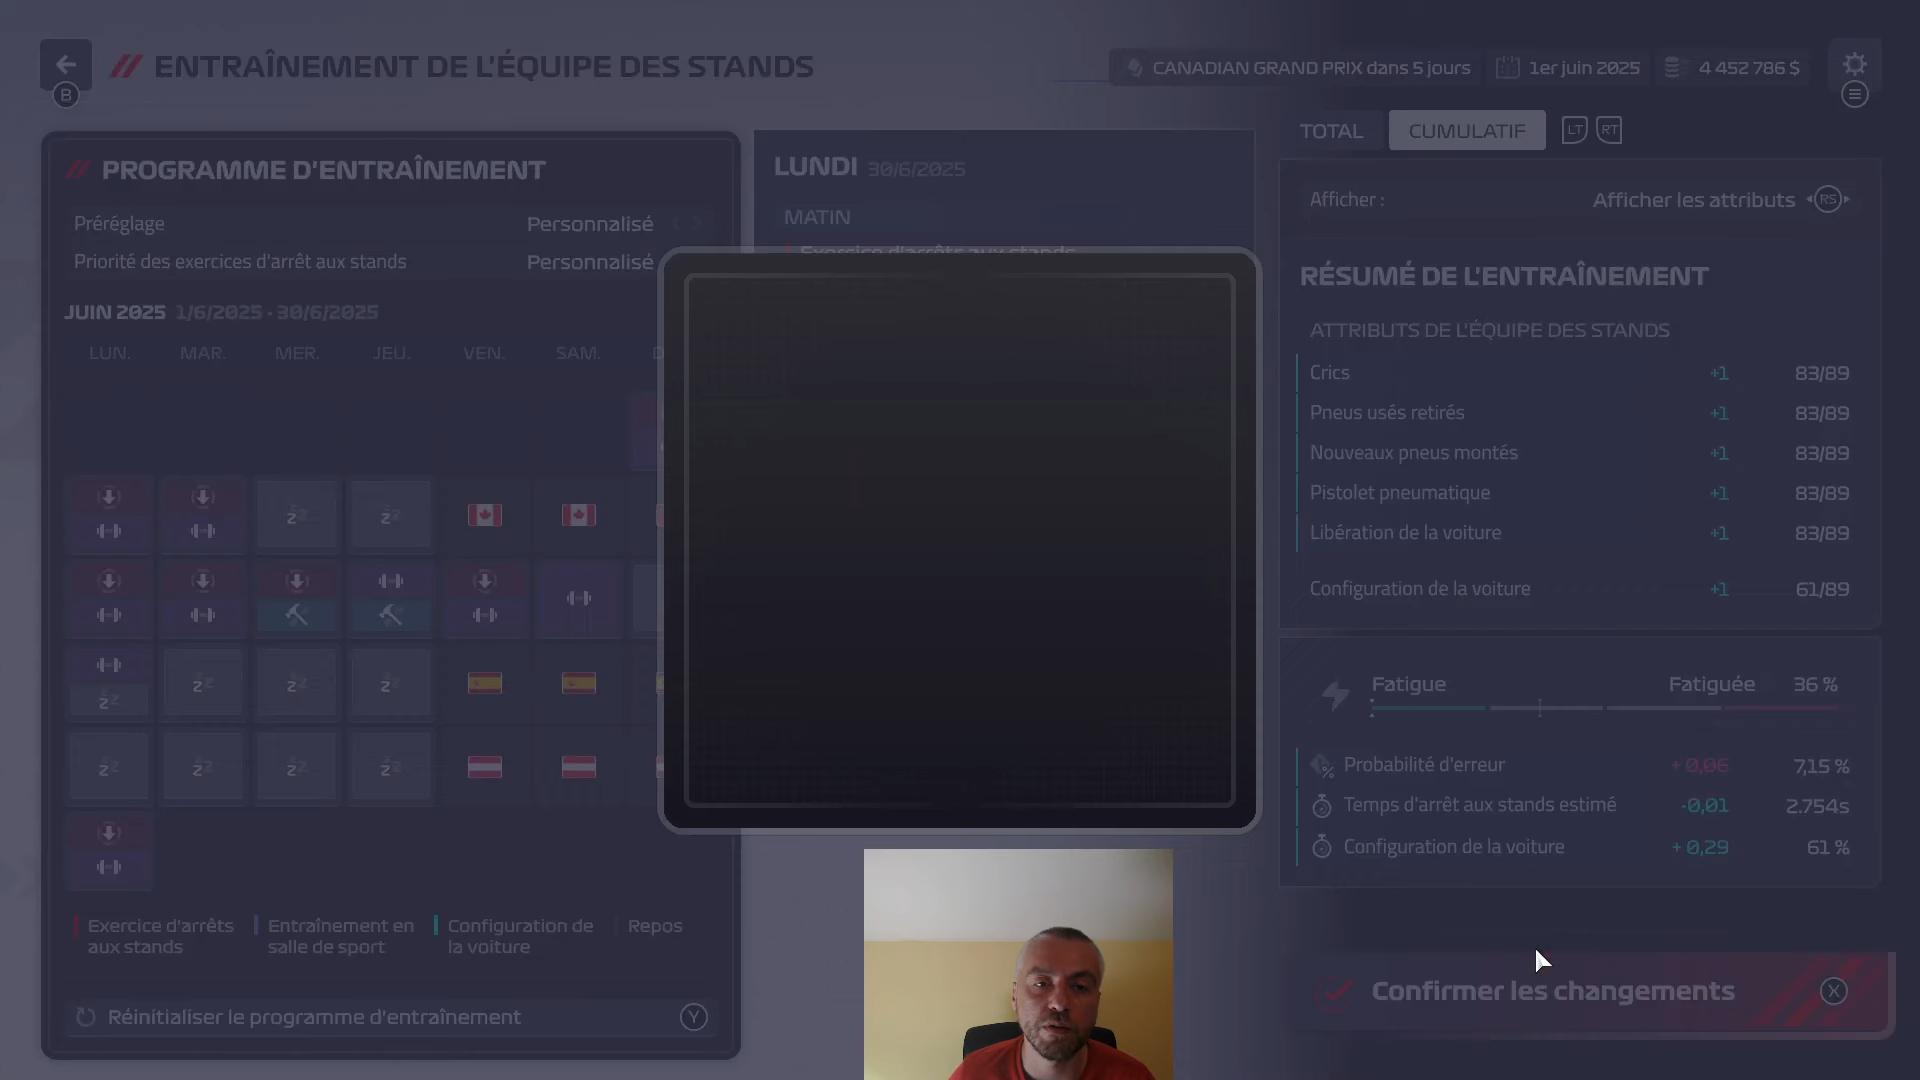 B
ENTRAÎNEMENT DE L'ÉQUIPE DES STANDS
CANADIAN GRAND PRIX dans 5 jours
1er juin 2025
4 452 786 $
PROGRAMME D'ENTRAÎNEMENT
Préréglage
Personnalisé
Priorité des exercices d'arrêt aux stands
Personnalisé
JUIN 2025 1/6/2025 - 30/6/2025
LUN. MAR. MER. JEU. VEN. SAM. D
Exercice d'arrêts aux stands
Entraînement en salle de sport
Configuration de la voiture
Repos
Réinitialiser le programme d'entraînement
Y
LUNDI 30/6/2025
MATIN
Exercice d'arrêts aux stands
TOTAL
CUMULATIF
LT RT
Afficher :
Afficher les attributs
RS
RÉSUMÉ DE L'ENTRAÎNEMENT
ATTRIBUTS DE L'ÉQUIPE DES STANDS
Crics +1 83/89
Pneus usés retirés +1 83/89
Nouveaux pneus montés +1 83/89
Pistolet pneumatique +1 83/89
Libération de la voiture +1 83/89
Configuration de la voiture +1 61/89
Fatigue Fatiguée 36 %
Probabilité d'erreur + 0,06 7,15 %
Temps d'arrêt aux stands estimé -0,01 2.754s
Configuration de la voiture + 0,29 61 %
Confirmer les changements
X